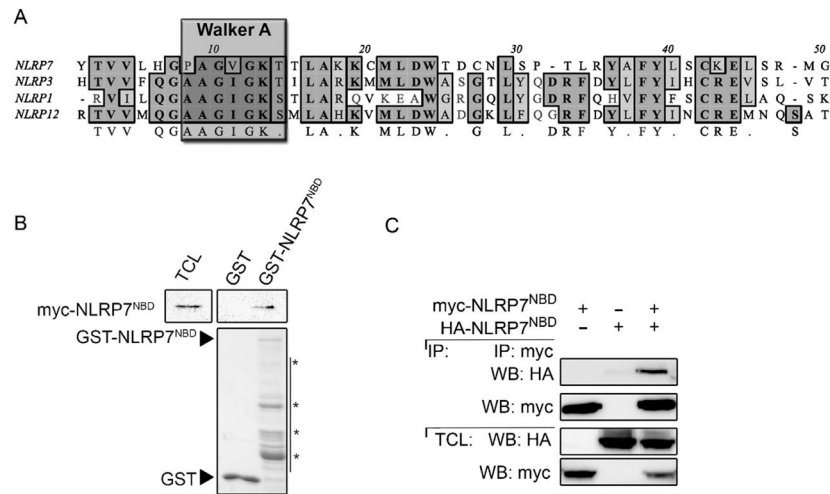 A
Walker A
10 20 30 40 50
NLRP7 Y T V V L H G P A G V G K T T L A K K C M L D W T D C N L S P - T L R Y A F Y L S C K E L S R - M G
NLRP3 H T V V F Q G A A G I G K T I L A R K M M L D W A S G T L Y Q D R F D Y L F Y I H C R E V S L - V T
NLRP1 - R V I L Q G A A G I G K S T L A R Q V K E A W G R G Q L Y G D R F Q H V F Y F S C R E L A Q - S K
NLRP12 R T V V M Q G A A G I G K S M L A H K V M L D W A D G K L F Q G R F D Y L F Y I N C R E M N Q S A T
T V V Q G A A G I G K . L A . K . M L D W . G L . D R F . Y . F Y . C R E . S
B
TCL
GST
GST-NLRP7NBD
myc-NLRP7NBD
GST-NLRP7NBD
*
*
*
*
GST
C
myc-NLRP7NBD + – +
HA-NLRP7NBD – + +
IP: IP: myc
WB: HA
WB: myc
TCL: WB: HA
WB: myc